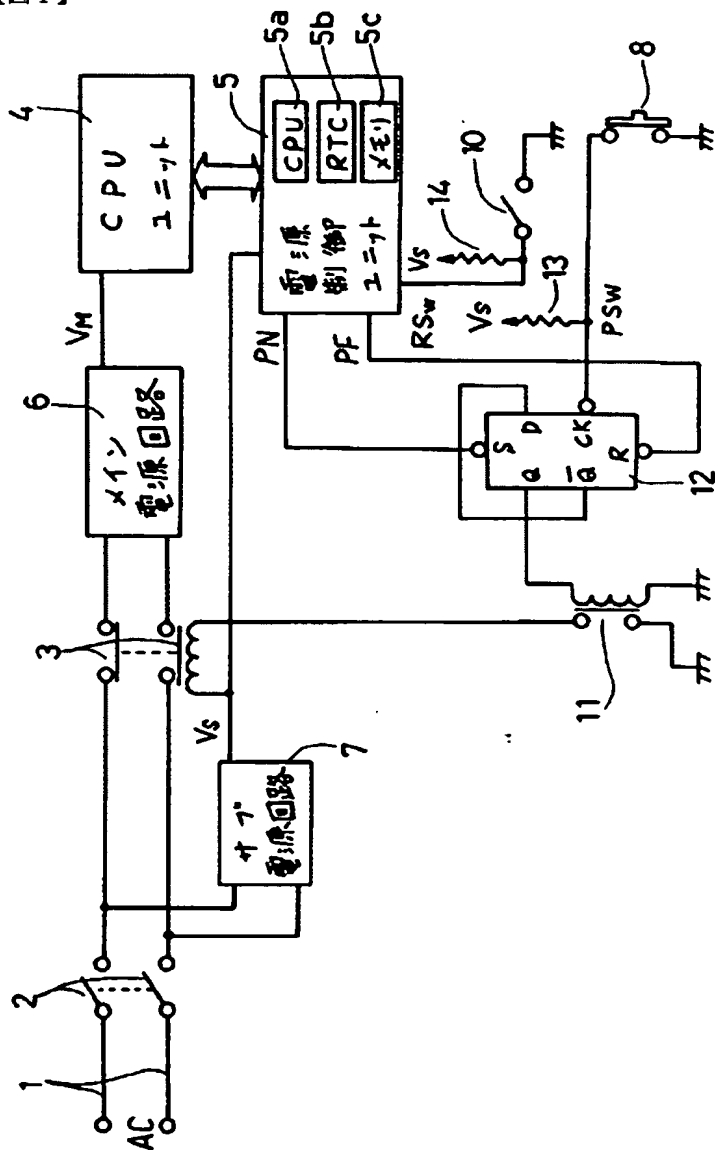 1
2
3
6
4
AC
メイン
電源回路
VM
CPU
ユニット
5
5a
5b
5c
Vs
サブ
電源回路
7
電源
制御
ユニット
CPU
RTC
メモリ
PN
PF
RSw
Vs
14
10
Vs
13
PSW
8
S
Q
D
Q̅
CK
R
12
11